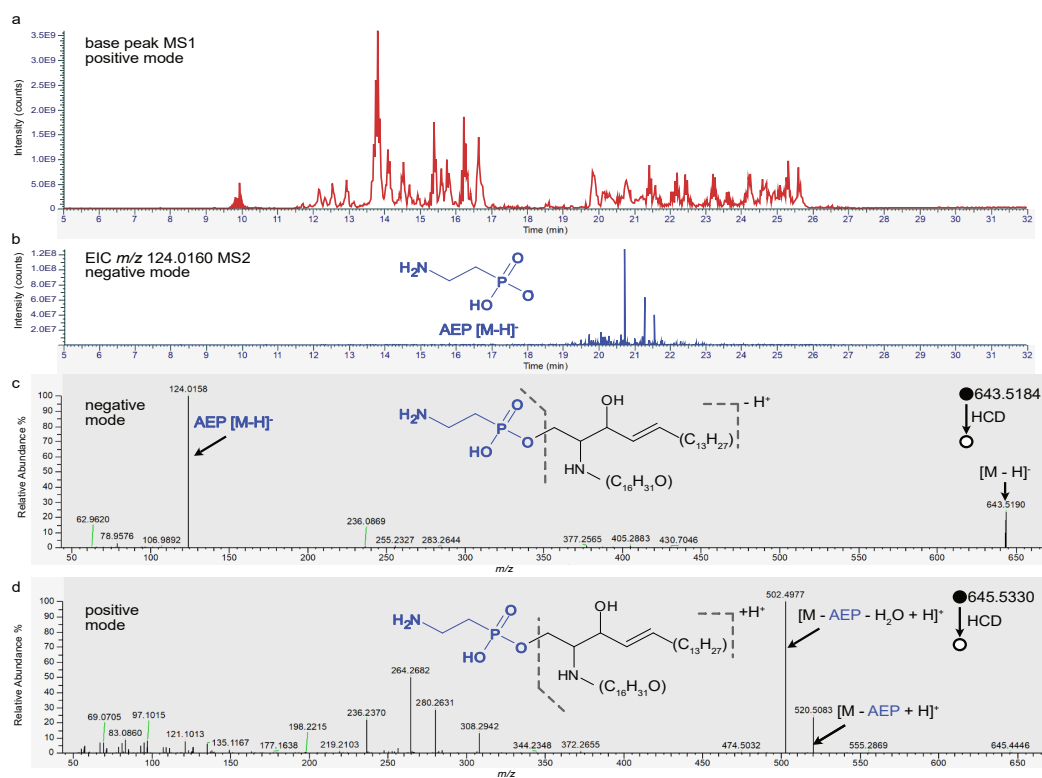 a
base peak MS1
positive mode
Intensity (counts)
3.5E9
3.0E9
2.5E9
2.0E9
1.5E9
1.0E9
5.0E8
0
5 6 7 8 9 10 11 12 13 14 15 16 17 18 19 20 21 22 23 24 25 26 27 28 29 30 31 32
Time (min)
b
EIC m/z 124.0160 MS2
negative mode
Intensity (counts)
1.2E8
1.0E8
8.0E7
6.0E7
4.0E7
2.0E7
H₂N
O
P
HO
O
AEP [M-H]⁻
5 6 7 8 9 10 11 12 13 14 15 16 17 18 19 20 21 22 23 24 25 26 27 28 29 30 31 32
Time (min)
c
negative
mode
Relative Abundance %
100
90
80
70
60
50
40
30
20
10
0
124.0158
AEP [M-H]⁻
H₂N
O
P
HO
O
OH
HN
(C₁₃H₂₇)
(C₁₆H₃₁O)
- H⁺
643.5184
HCD
[M - H]⁻
643.5190
62.9620
78.9576
106.9892
236.0869
255.2327
283.2644
377.2565
405.2883
430.7046
50 100 150 200 250 300 350 400 450 500 550 600 650
m/z
d
positive
mode
Relative Abundance %
100
90
80
70
60
50
40
30
20
10
0
H₂N
O
P
HO
O
OH
HN
(C₁₃H₂₇)
(C₁₆H₃₁O)
+H⁺
502.4977
645.5330
HCD
[M - AEP - H₂O + H]⁺
[M - AEP + H]⁺
520.5083
69.0705
83.0860
97.1015
121.1013
135.1167
177.1638
198.2215
219.2103
236.2370
264.2682
280.2631
308.2942
344.2348
372.2655
474.5032
555.2869
645.4446
50 100 150 200 250 300 350 400 450 500 550 600 650
m/z